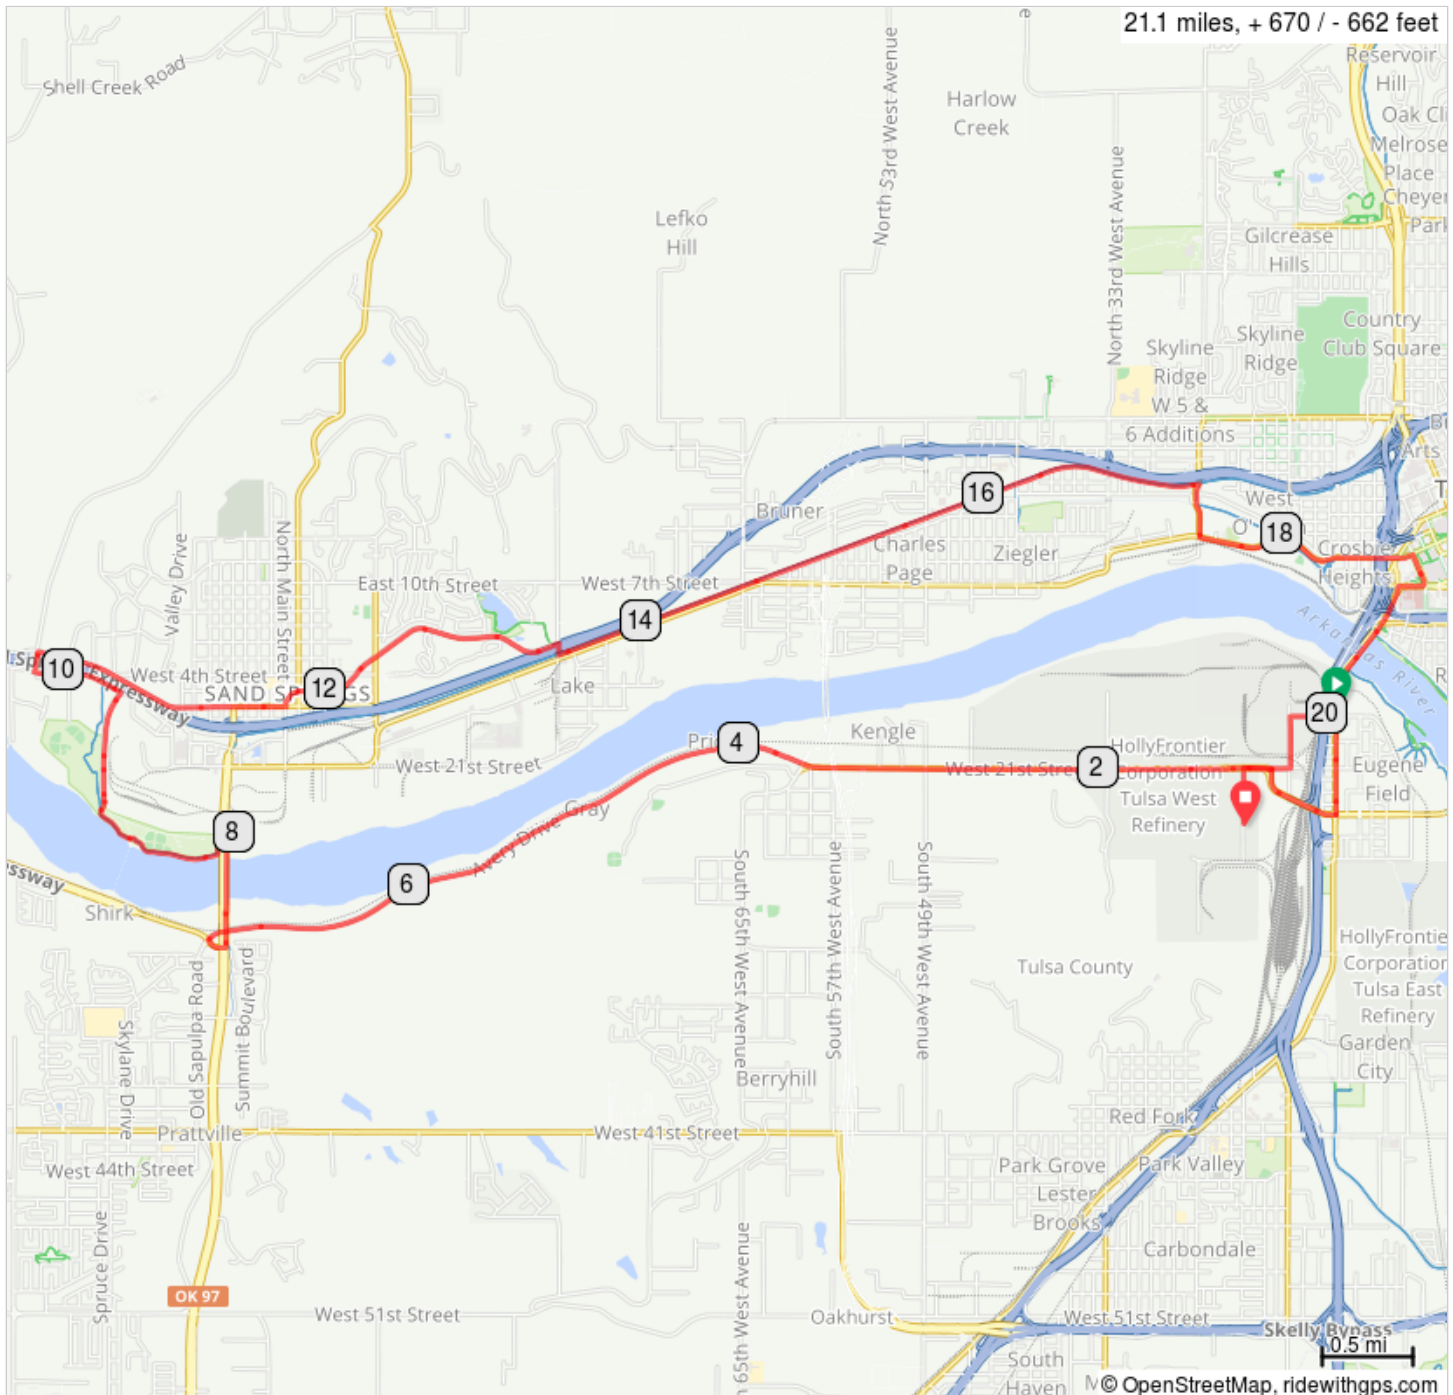 21.1 miles, + 670 / - 662 feet
Shell Creek Road
Reservoir
Hill
Harlow
Creek
Oak Cl
Melrose
Place
Cheye
Park
North 53rd West Avenue
North 33rd West Avenue
Lefko
Hill
Gilcrease
Hills
Country
Club Square
Skyline
Ridge
Skyline
Ridge
W 5 &
6 Additions
Arts
16
West
Bruner
18
Charles
Page
Ziegler
Crosbie
Heights
Valley Drive
North Main Street
East 10th Street
West 7th Street
14
Arkansas River
10
Expressway
West 4th Street
12
SAND SPRINGS
Lake
20
4
Kengle
HollyFrontier
Corporation
Tulsa West
Refinery
West 21st Street
West 21st Street
2
Eugene
Field
8
Avery Drive
Gray
6
Shirk
South 65th West Avenue
South 57th West Avenue
South 49th West Avenue
HollyFrontie
Corporation
Tulsa East
Refinery
Tulsa County
Old Sapulpa Road
Summit Boulevard
Skylane Drive
Garden
City
Berryhill
Red Fork
Prattville
West 41st Street
West 44th Street
Park Grove
Park Valley
Lester
Brooks
Spruce Drive
65th West Avenue
Carbondale
OK 97
West 51st Street
Oakhurst
West 51st Street
Skelly Bypass
0.5 mi
South
Haven
© OpenStreetMap, ridewithgps.com